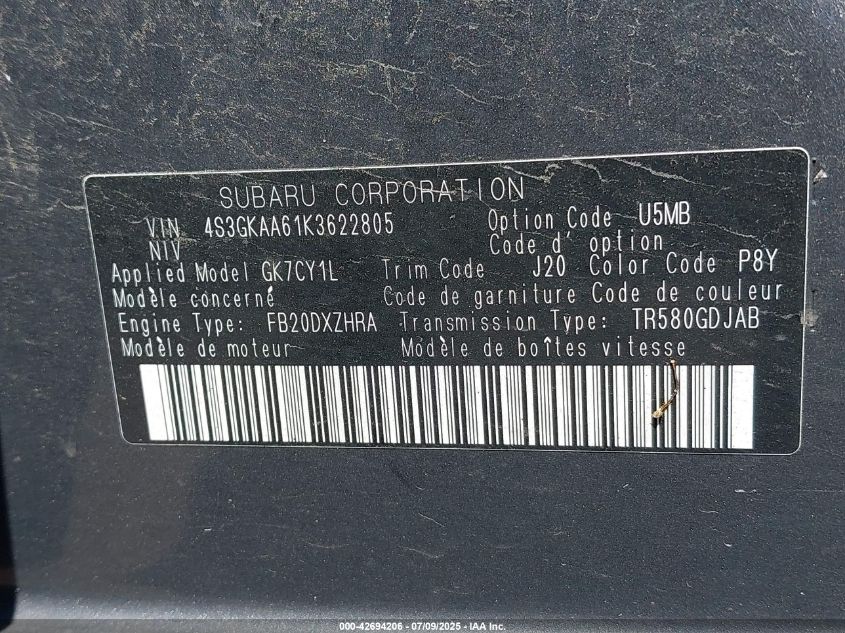 SUBARU CORPORATION
VIN 4S3GKAA61K3622805 Option Code U5MB
NIV Code d' option
Applied Model GK7CY1L Trim Code J20 Color Code P8Y
Modèle concerné Code de garniture Code de couleur
Engine Type: FB20DXZHRA Transmission Type: TR580GDJAB
Modèle de moteur Modèle de boîtes vitesse
000-42694206 - 07/09/2025 - IAA Inc.